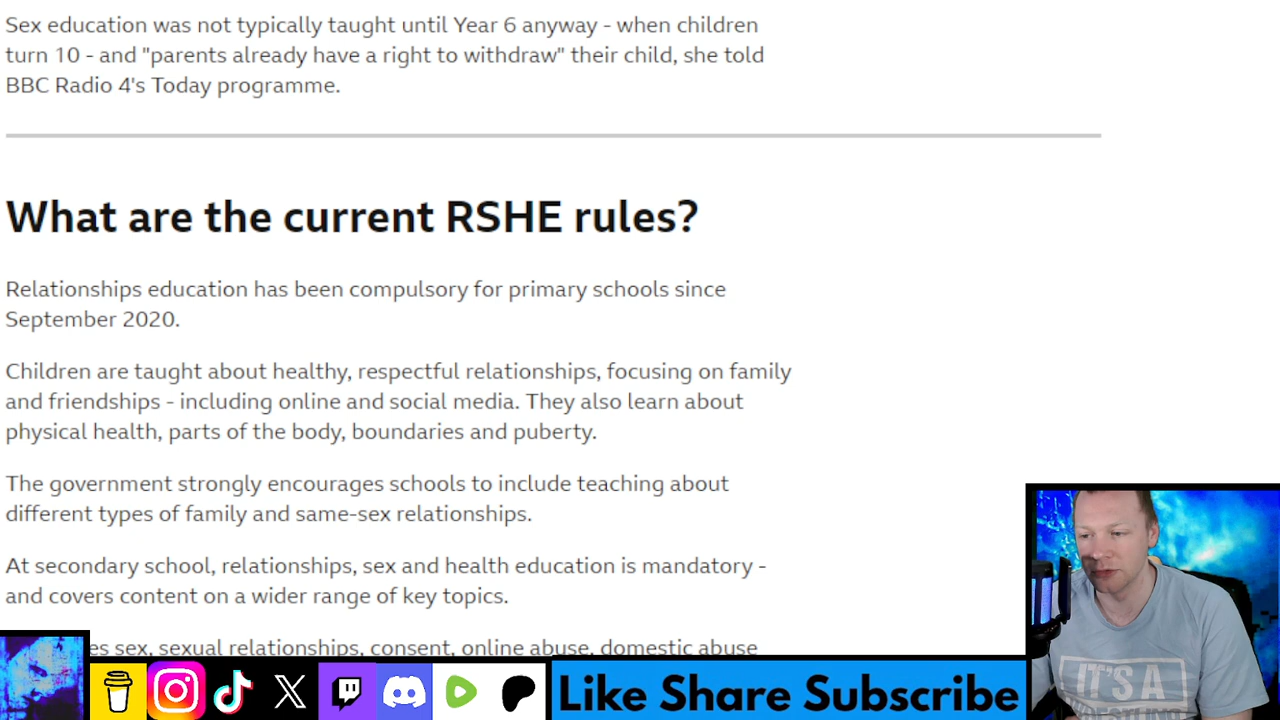 Sex education was not typically taught until Year 6 anyway - when children
turn 10 - and "parents already have a right to withdraw" their child, she told
BBC Radio 4's Today programme.
What are the current RSHE rules?
Relationships education has been compulsory for primary schools since
September 2020.
Children are taught about healthy, respectful relationships, focusing on family
and friendships - including online and social media. They also learn about
physical health, parts of the body, boundaries and puberty.
The government strongly encourages schools to include teaching about
different types of family and same-sex relationships.
At secondary school, relationships, sex and health education is mandatory -
and covers content on a wider range of key topics.
sex, sexual relationships, consent, online abuse, domestic abuse
IT'S A
Like Share Subscribe